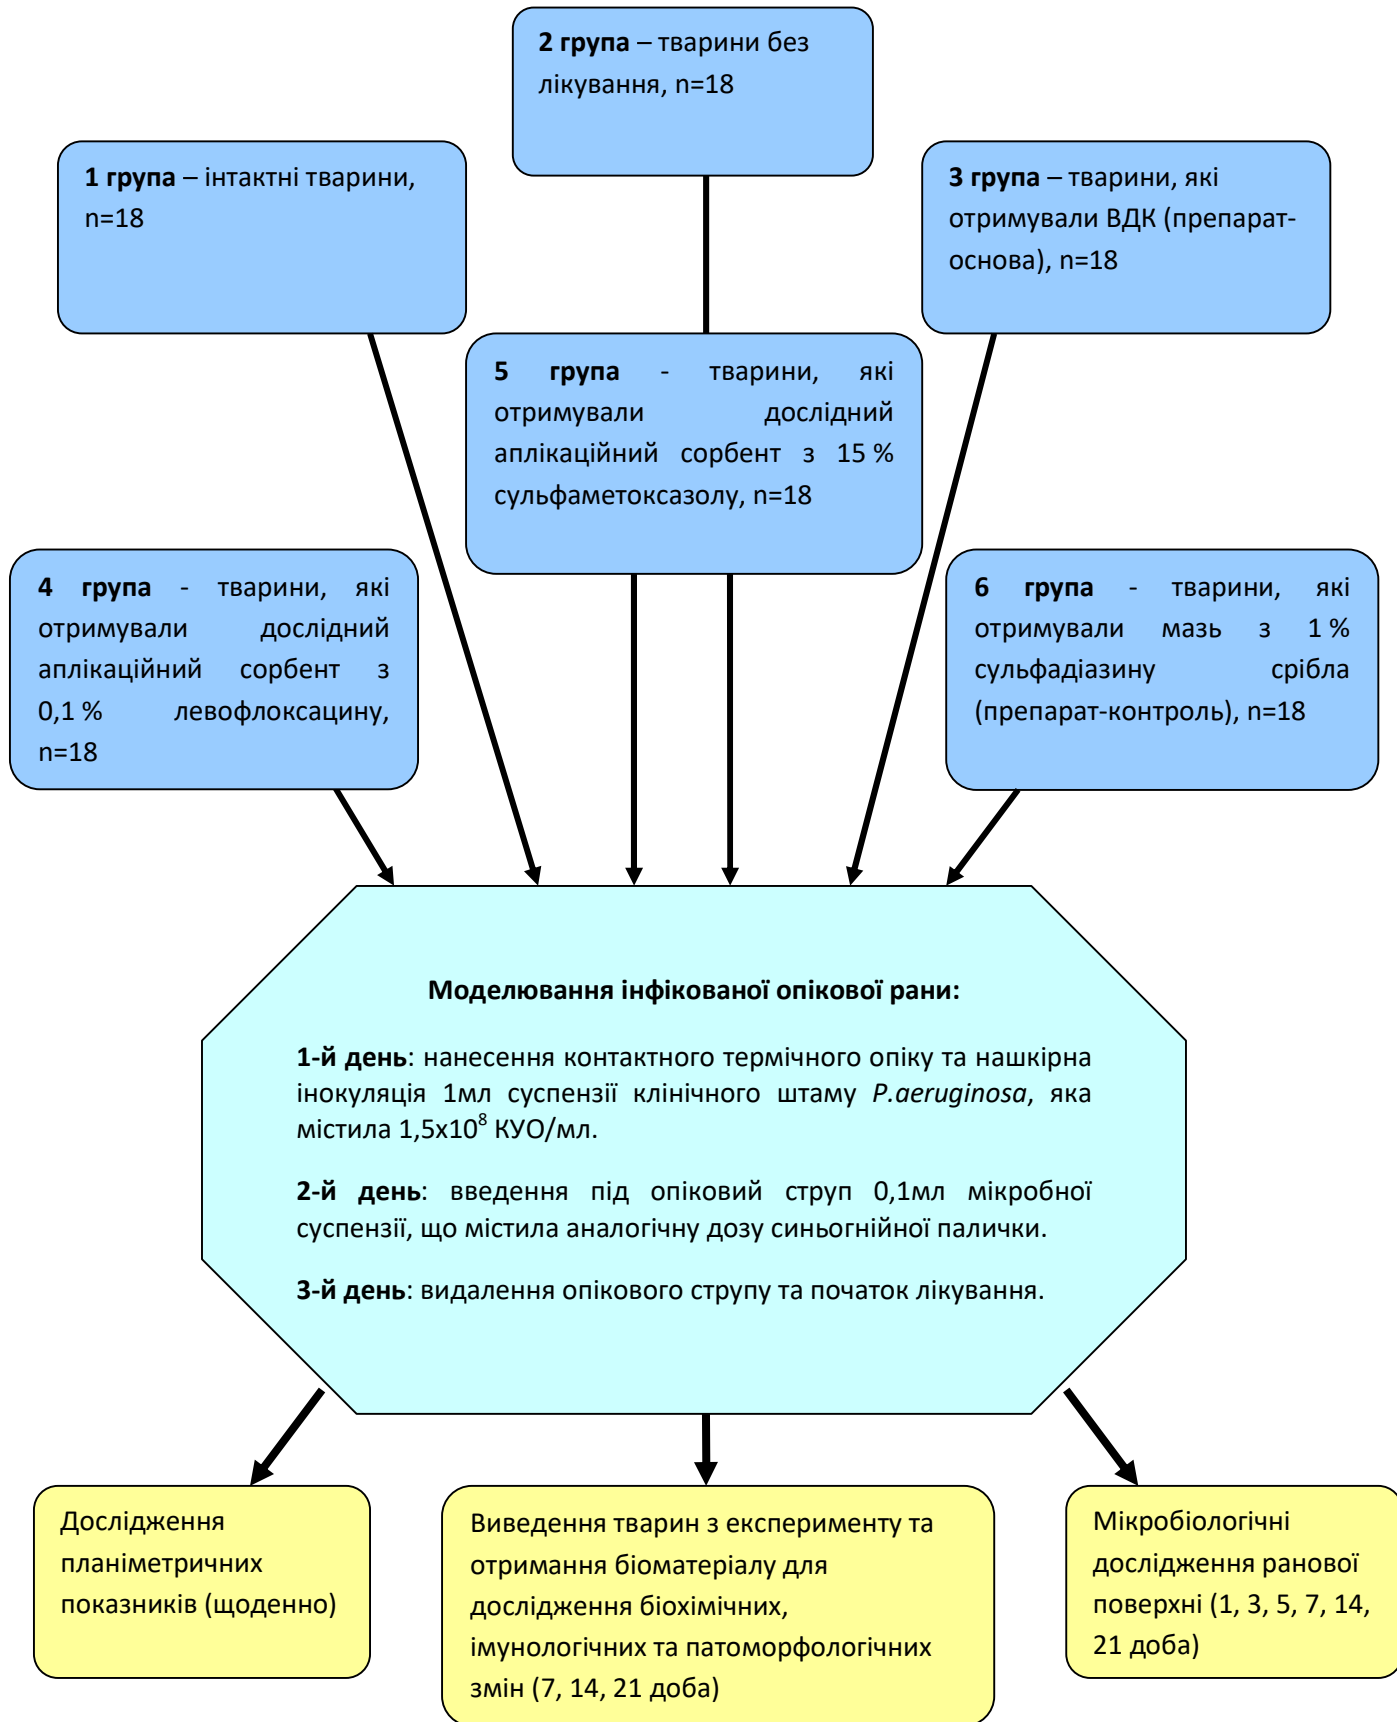 2 група – тварини без
лікування, n=18
1 група – інтактні тварини,
n=18
3 група – тварини, які
отримували ВДК (препарат-
основа), n=18
5 група - тварини, які
отримували дослідний
аплікаційний сорбент з 15 %
сульфаметоксазолу, n=18
4 група - тварини, які
отримували дослідний
аплікаційний сорбент з
0,1 % левофлоксацину,
n=18
6 група - тварини, які
отримували мазь з 1 %
сульфадіазину срібла
(препарат-контроль), n=18
Моделювання інфікованої опікової рани:
1-й день: нанесення контактного термічного опіку та нашкірна
інокуляція 1мл суспензії клінічного штаму P.aeruginosa, яка
містила 1,5х10⁸ КУО/мл.
2-й день: введення під опіковий струп 0,1мл мікробної
суспензії, що містила аналогічну дозу синьогнійної палички.
3-й день: видалення опікового струпу та початок лікування.
Дослідження
планіметричних
показників (щоденно)
Виведення тварин з експерименту та
отримання біоматеріалу для
дослідження біохімічних,
імунологічних та патоморфологічних
змін (7, 14, 21 доба)
Мікробіологічні
дослідження ранової
поверхні (1, 3, 5, 7, 14,
21 доба)